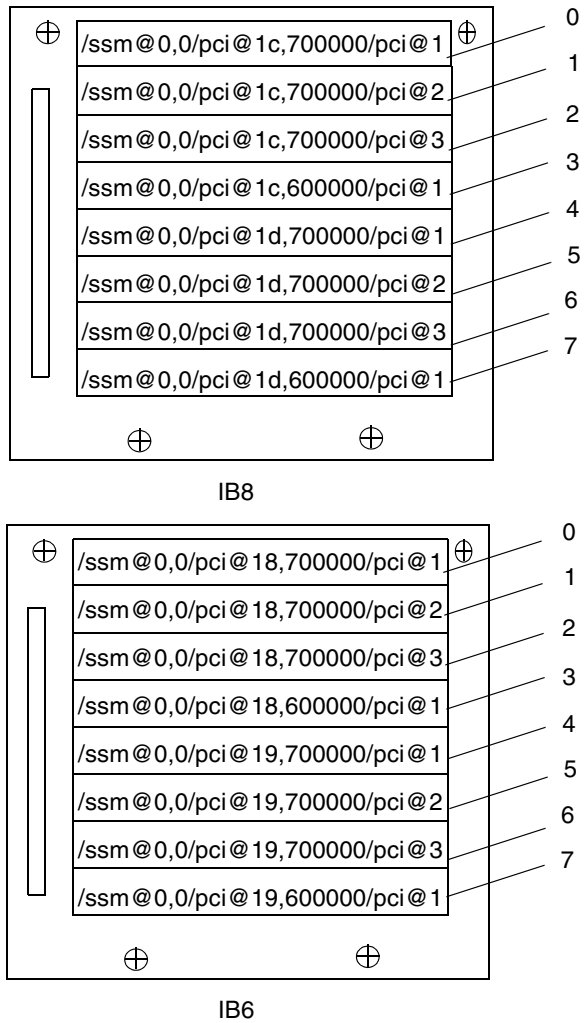 /ssm@0,0/pci@1c,700000/pci@1 0
/ssm@0,0/pci@1c,700000/pci@2 1
/ssm@0,0/pci@1c,700000/pci@3 2
/ssm@0,0/pci@1c,600000/pci@1 3
/ssm@0,0/pci@1d,700000/pci@1 4
/ssm@0,0/pci@1d,700000/pci@2 5
/ssm@0,0/pci@1d,700000/pci@3 6
/ssm@0,0/pci@1d,600000/pci@1 7
IB8
/ssm@0,0/pci@18,700000/pci@1 0
/ssm@0,0/pci@18,700000/pci@2 1
/ssm@0,0/pci@18,700000/pci@3 2
/ssm@0,0/pci@18,600000/pci@1 3
/ssm@0,0/pci@19,700000/pci@1 4
/ssm@0,0/pci@19,700000/pci@2 5
/ssm@0,0/pci@19,700000/pci@3 6
/ssm@0,0/pci@19,600000/pci@1 7
IB6